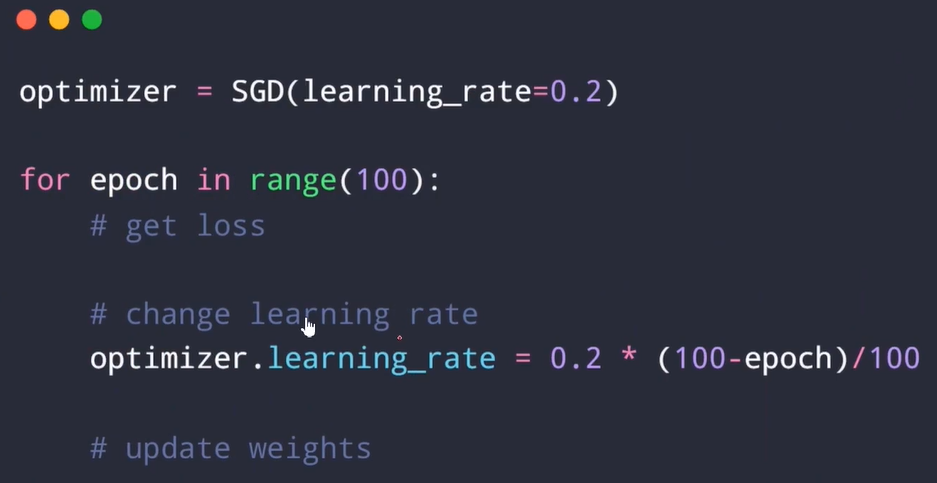 optimizer = SGD(learning_rate=0.2)
for epoch in range(100):
# get loss
# change learning rate
optimizer.learning_rate = 0.2 * (100-epoch)/100
# update weights